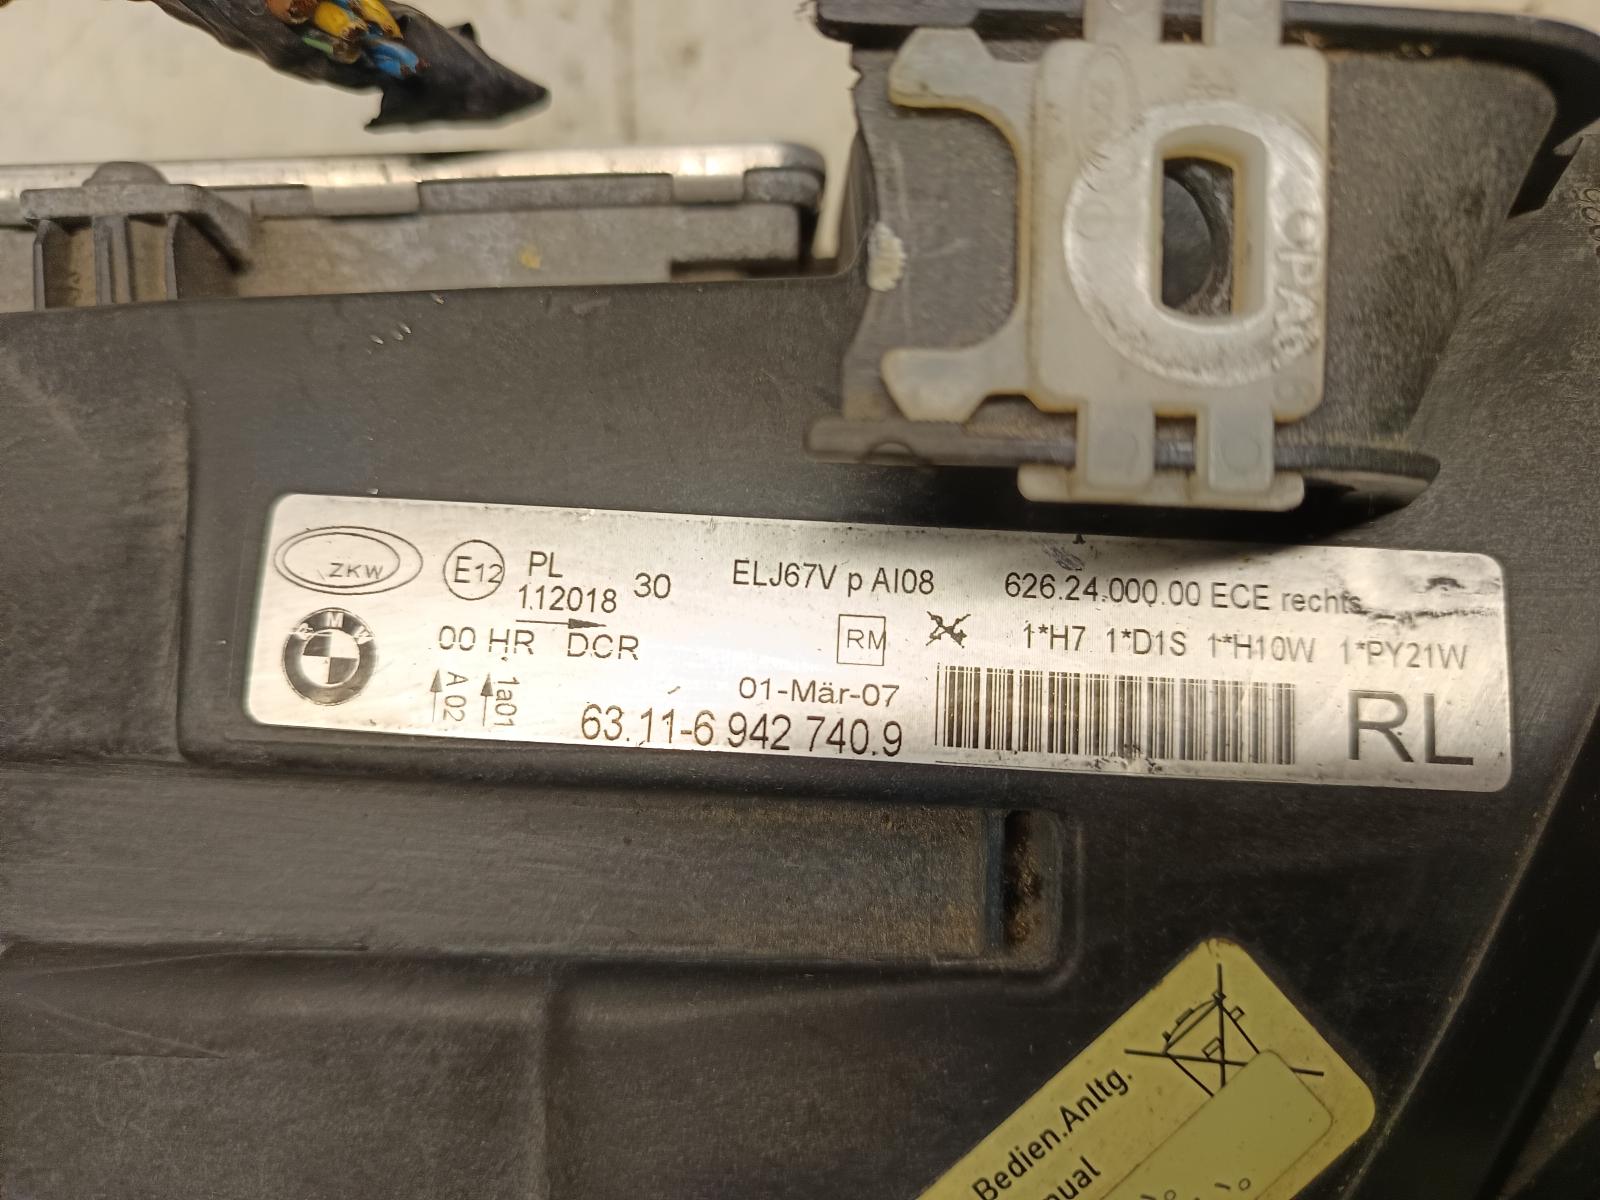 ZKW E12 PL 30 ELJ67V p AI08 626.24.000.00 ECE rechts
1.12018
BMW 00 HR DCR RM 1*H7 1*D1S 1*H10W 1*PY21W
A 02 1a01 01-Mär-07
63.11-6 942 740.9 RL
Bedien.Anltg.